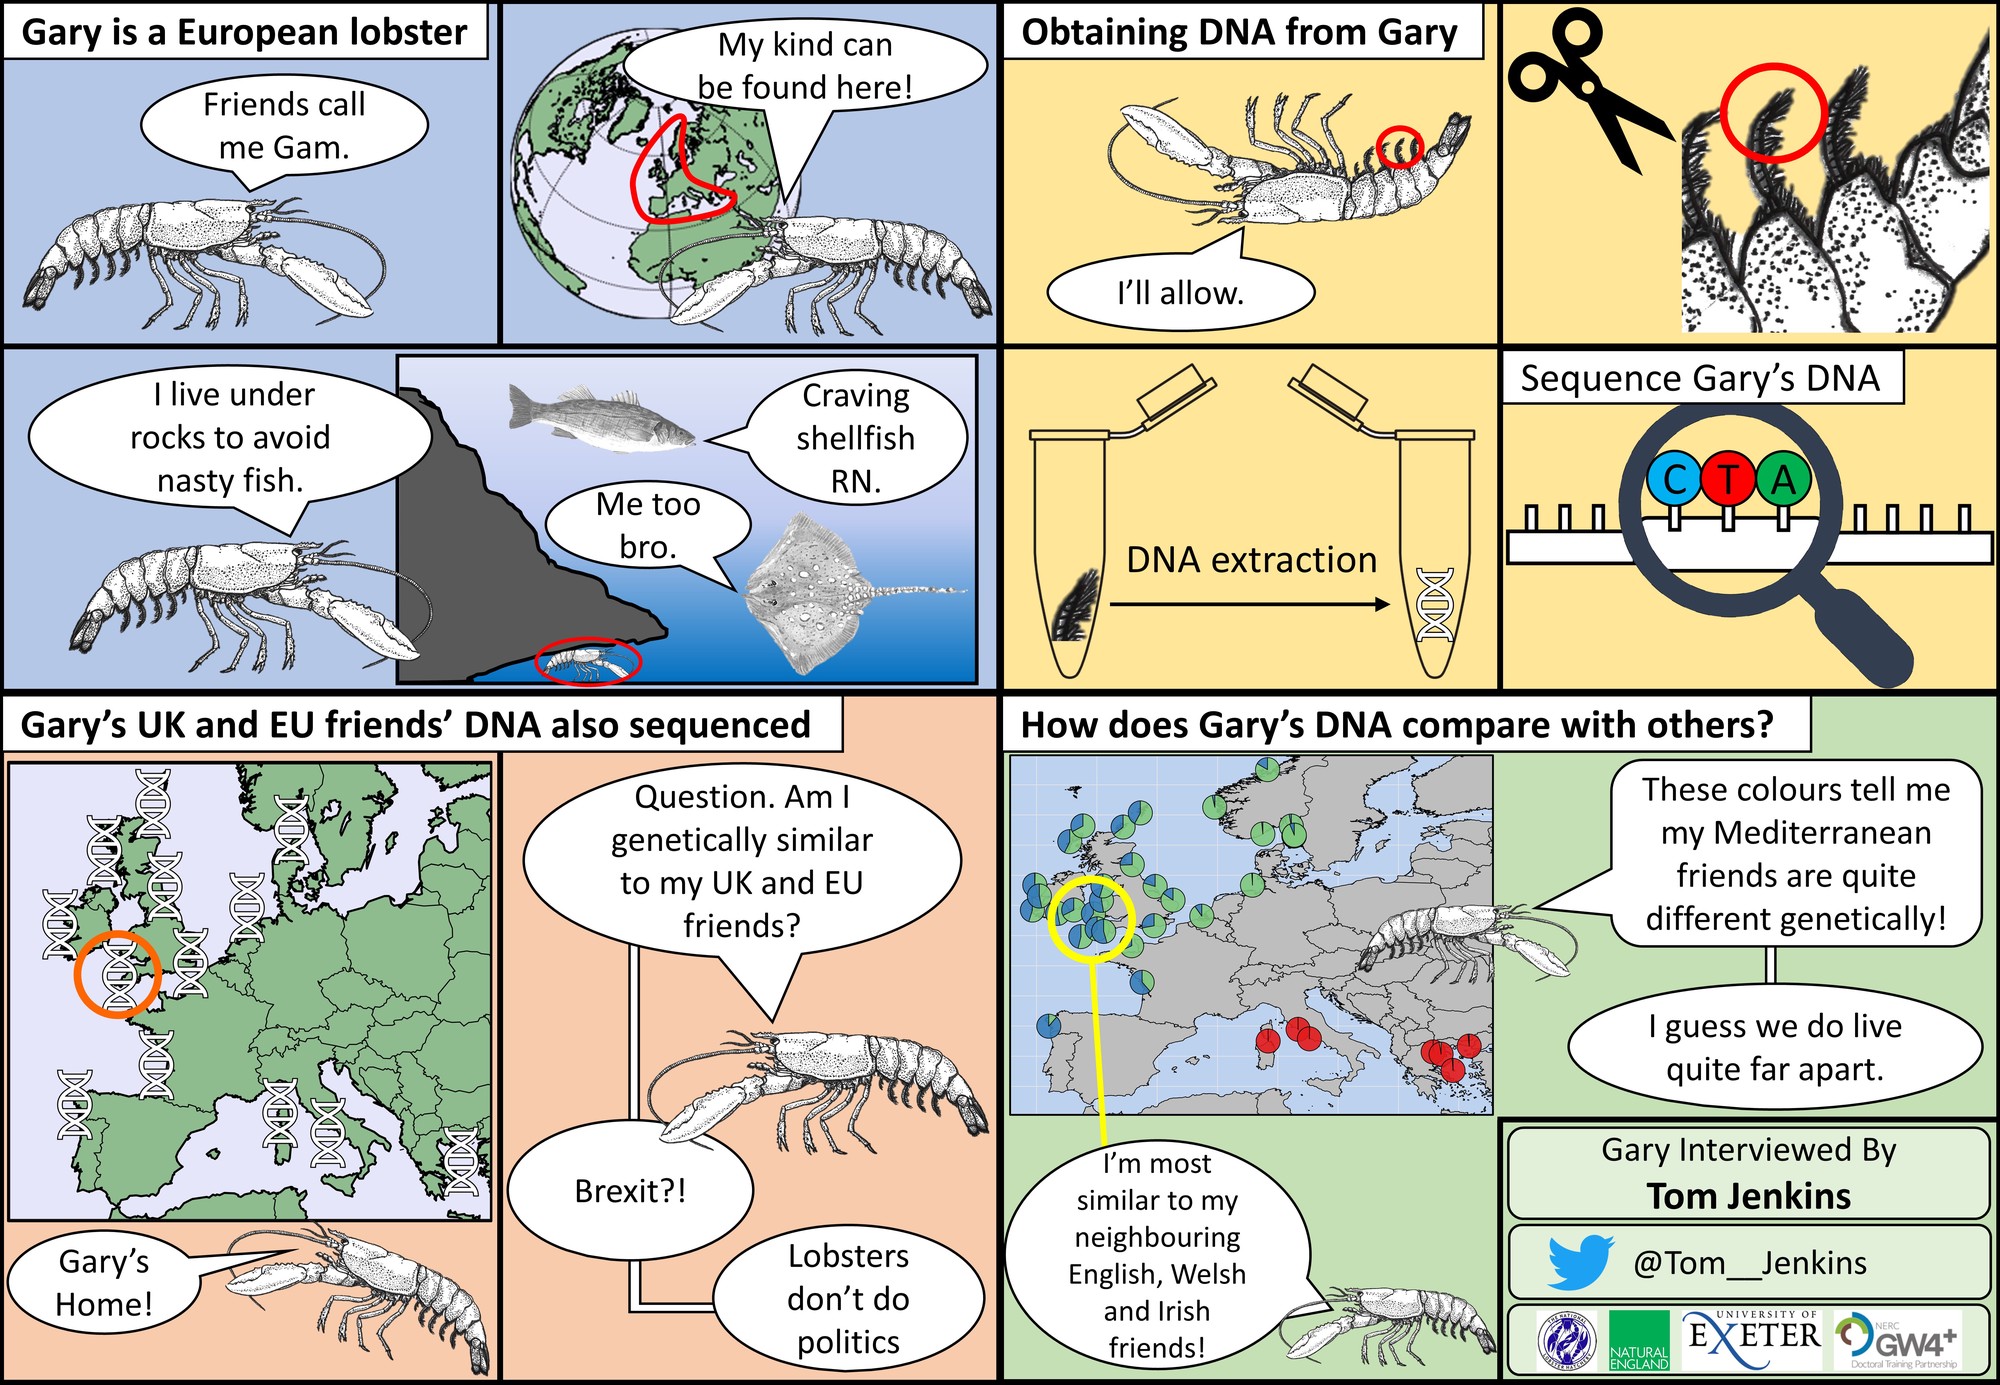 Gary is a European lobster
Friends call
me Gam.
My kind can
be found here!
I live under
rocks to avoid
nasty fish.
Craving
shellfish
RN.
Me too
bro.
Obtaining DNA from Gary
I'll allow.
DNA extraction
Sequence Gary's DNA
C T A
Gary's UK and EU friends' DNA also sequenced
Gary's
Home!
Question. Am I
genetically similar
to my UK and EU
friends?
Brexit?!
Lobsters
don't do
politics
How does Gary's DNA compare with others?
These colours tell me
my Mediterranean
friends are quite
different genetically!
I guess we do live
quite far apart.
I'm most
similar to my
neighbouring
English, Welsh
and Irish
friends!
Gary Interviewed By
Tom Jenkins
@Tom__Jenkins
THE NATIONAL
LOBSTER HATCHERY
NATURAL
ENGLAND
UNIVERSITY OF
EXETER
NERC
GW4+
Doctoral Training Partnership